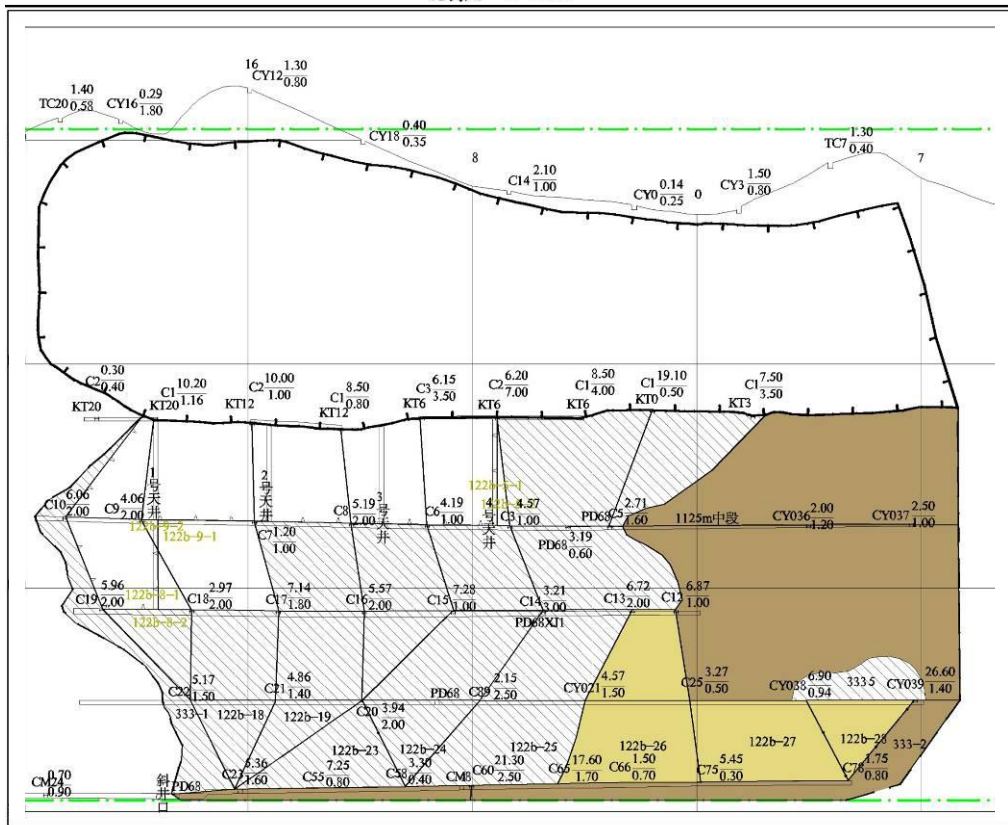 16 CY12 1.30/0.80
TC20 1.40/0.58 CY16 0.29/1.80
CY18 0.40/0.35
8
C14 2.10/1.00
CY0 0.14/0.25 0
CY3 1.50/0.80
TC7 1.30/0.40
7
C2 0.30/0.40
C1 10.20/1.16
C2 10.00/1.00
C1 8.50/0.80
C3 6.15/3.50
C2 6.20/7.00
C1 8.50/4.00
C1 19.10/0.50
C1 7.50/3.50
KT20 KT20 KT12 KT12 KT6 KT6 KT6 KT0 KT3
1号天井 2号天井 3号天井 4号天井
122b-5-1
C10 6.06/2.00
C9 4.06/2.00
C7 1.20/1.00
C8 5.19/2.00
C6 4.19/1.00
C3 4.57/1.00
PD68 C5 2.71/1.60
1125m中段
CY036 2.00/1.20
CY037 2.50/1.00
122b-9-2
122b-9-1
PD68 3.19/0.60
C19 5.96/2.00
122b-8-1
122b-8-2
C18 2.97/2.00
C17 7.14/1.80
C16 5.57/2.00
C15 7.28/1.00
C14 3.21/3.00
C13 6.72/2.00
C12 6.87/1.00
PD68XJ1
C22 5.17/1.50
C21 4.86/1.40
C20 3.94/2.00
PD68
C89 2.15/2.50
CY021 4.57/1.50
C25 3.27/0.50
CY038 6.90/0.94
333-5
CY039 26.60/1.40
333-1 122b-18 122b-19
122b-23 122b-24 122b-25 122b-26 122b-27 122b-28 333-2
CM24 0.70/0.90
斜井口
PD68
C23 5.36/1.60
C55 7.25/0.80
C58 3.30/0.40
CM8
C60 21.30/2.50
C65 17.60/1.70
C66 1.50/0.70
C75 5.45/0.30
C78 1.75/0.80